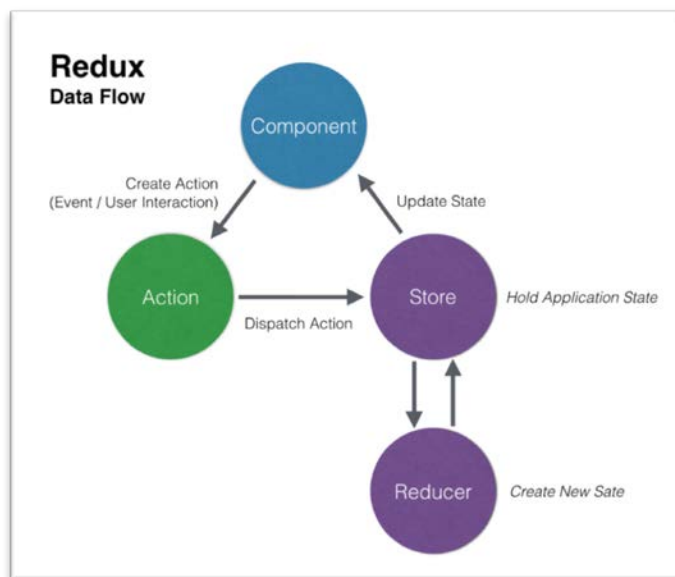 Redux
Data Flow
Component
Create Action
(Event / User Interaction)
Update State
Action
Store
Hold Application State
Dispatch Action
Reducer
Create New Sate